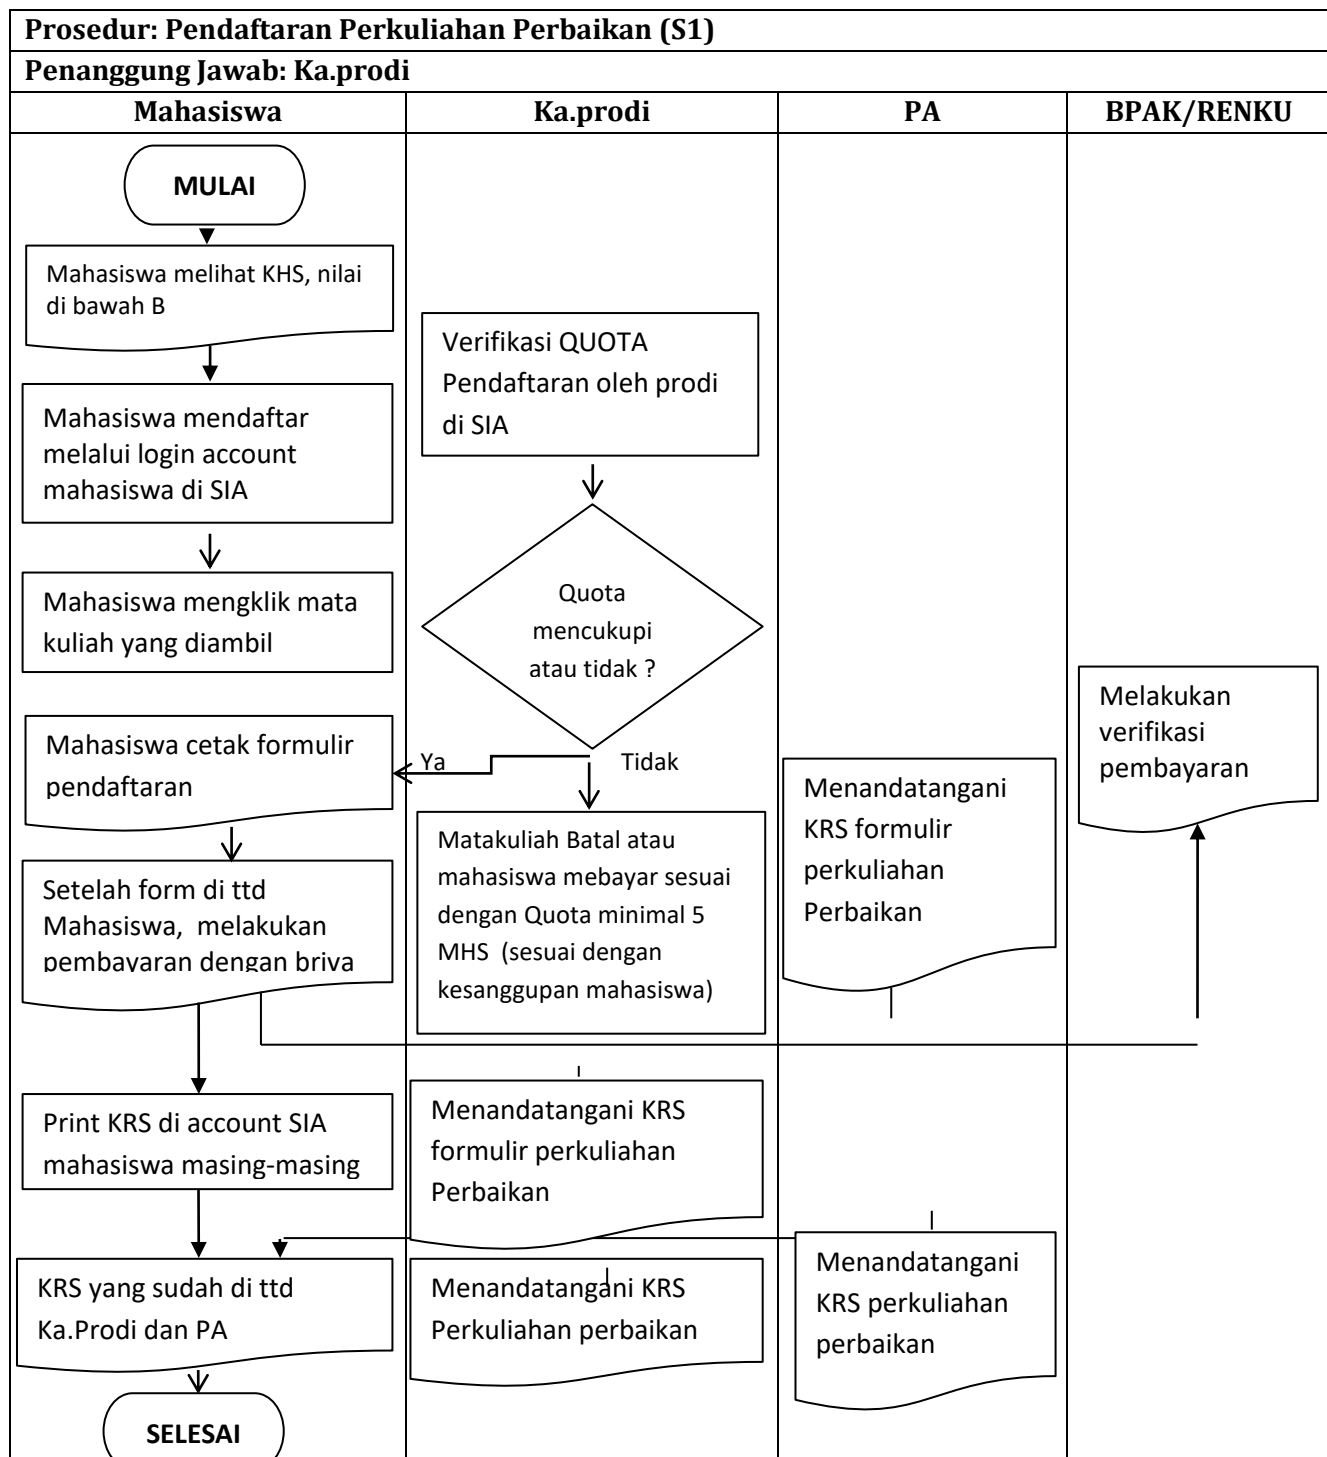 Prosedur: Pendaftaran Perkuliahan Perbaikan (S1)
Penanggung Jawab: Ka.prodi
Mahasiswa
Ka.prodi
PA
BPAK/RENKU
MULAI
Mahasiswa melihat KHS, nilai
di bawah B
Mahasiswa mendaftar
melalui login account
mahasiswa di SIA
Mahasiswa mengklik mata
kuliah yang diambil
Mahasiswa cetak formulir
pendaftaran
Setelah form di ttd
Mahasiswa, melakukan
pembayaran dengan briva
Print KRS di account SIA
mahasiswa masing-masing
KRS yang sudah di ttd
Ka.Prodi dan PA
SELESAI
Verifikasi QUOTA
Pendaftaran oleh prodi
di SIA
Quota
mencukupi
atau tidak ?
Ya
Tidak
Matakuliah Batal atau
mahasiswa mebayar sesuai
dengan Quota minimal 5
MHS (sesuai dengan
kesanggupan mahasiswa)
Menandatangani KRS
formulir perkuliahan
Perbaikan
Menandatangani KRS
Perkuliahan perbaikan
Menandatangani
KRS formulir
perkuliahan
Perbaikan
Menandatangani
KRS perkuliahan
perbaikan
Melakukan
verifikasi
pembayaran